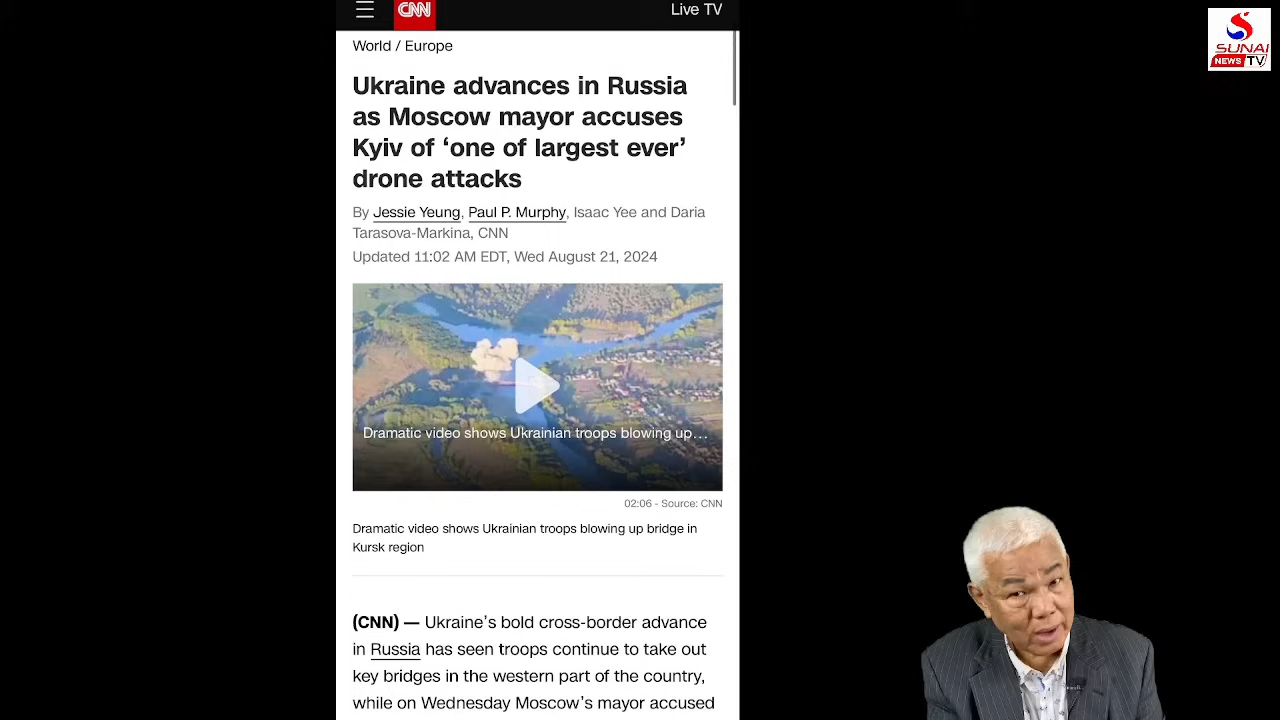 CNN
Live TV
SUNAI
NEWS TV
World / Europe
Ukraine advances in Russia
as Moscow mayor accuses
Kyiv of ‘one of largest ever’
drone attacks
By Jessie Yeung, Paul P. Murphy, Isaac Yee and Daria
Tarasova-Markina, CNN
Updated 11:02 AM EDT, Wed August 21, 2024
Dramatic video shows Ukrainian troops blowing up…
02:06 - Source: CNN
Dramatic video shows Ukrainian troops blowing up bridge in
Kursk region
(CNN) — Ukraine’s bold cross-border advance
in Russia has seen troops continue to take out
key bridges in the western part of the country,
while on Wednesday Moscow’s mayor accused